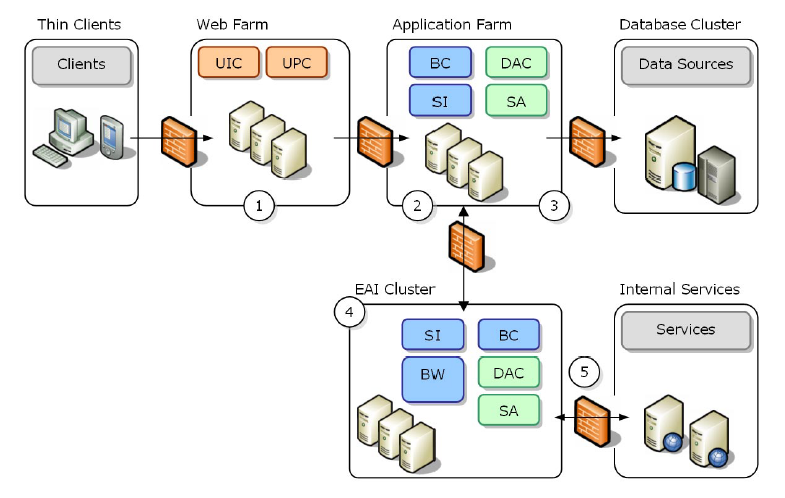 Thin Clients
Web Farm
Application Farm
Database Cluster
Clients
UIC
UPC
BC
DAC
SI
SA
Data Sources
1
2
3
EAI Cluster
Internal Services
4
SI
BC
BW
DAC
SA
5
Services